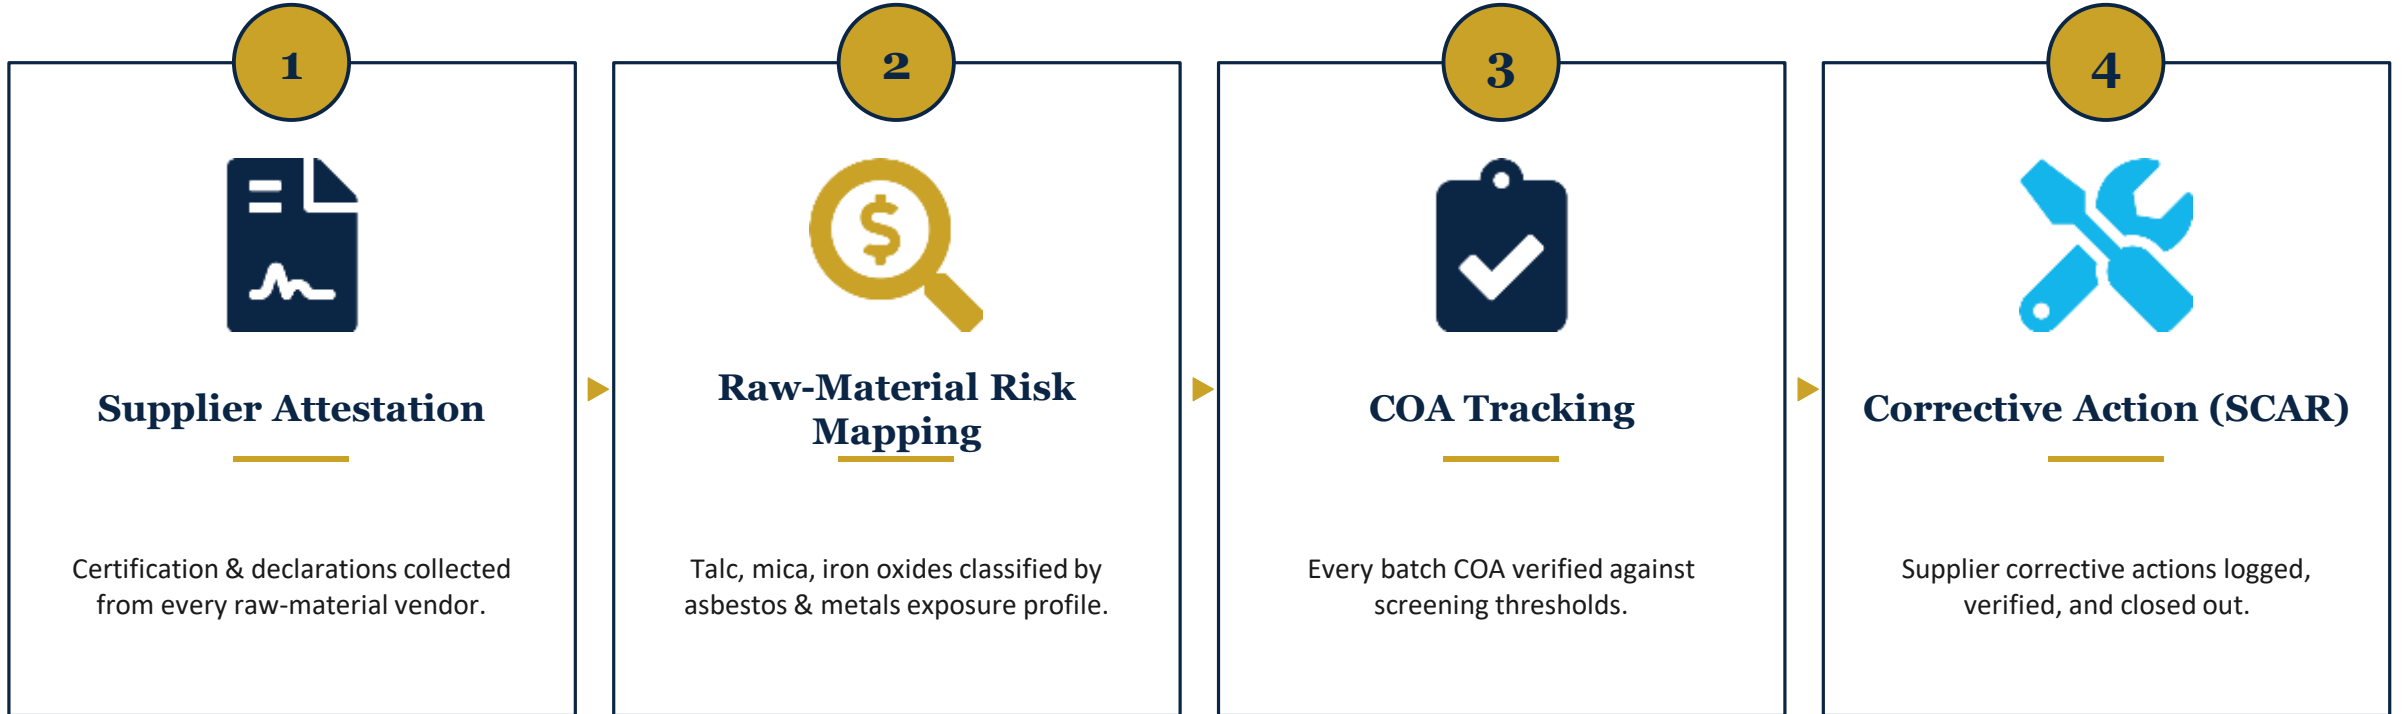 1
Supplier Attestation
Certification & declarations collected
from every raw-material vendor.
2
$
Raw-Material Risk
Mapping
Talc, mica, iron oxides classified by
asbestos & metals exposure profile.
3
COA Tracking
Every batch COA verified against
screening thresholds.
4
Corrective Action (SCAR)
Supplier corrective actions logged,
verified, and closed out.